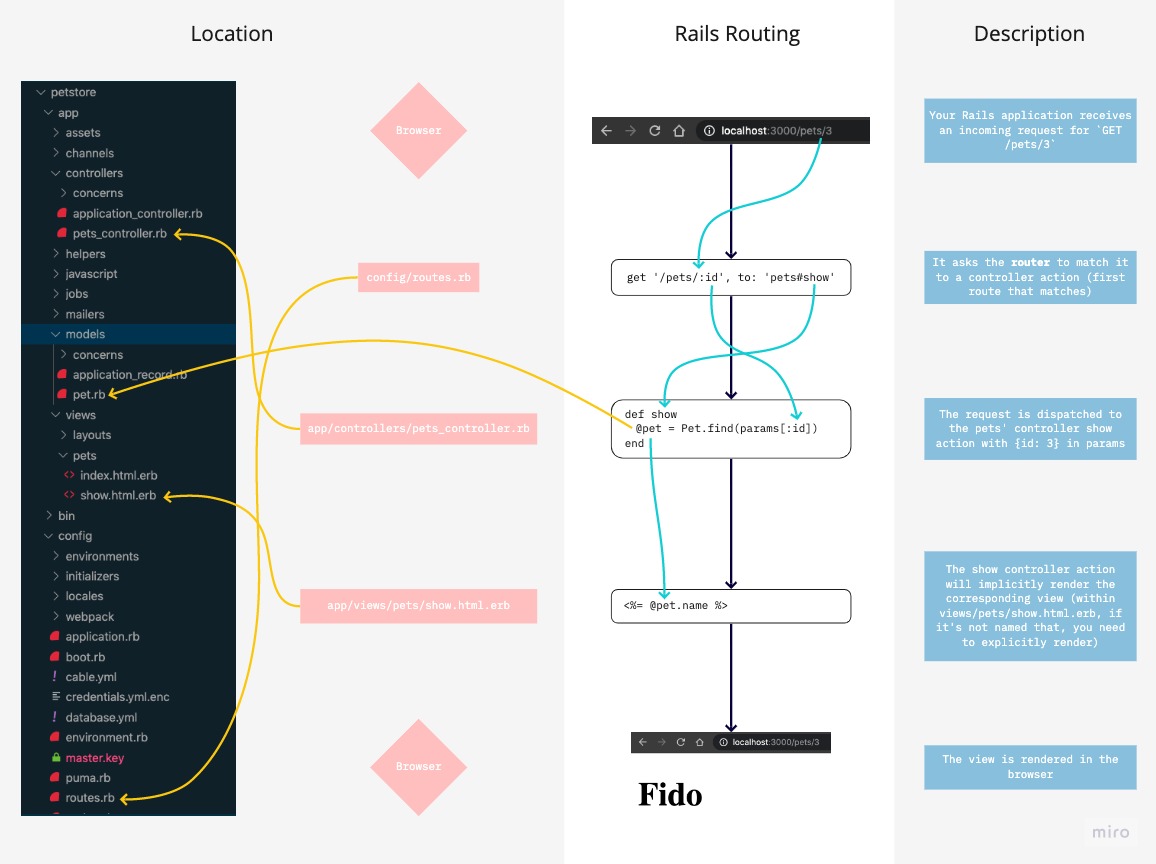 Location
Rails Routing
Description
petstore
app
assets
channels
controllers
concerns
application_controller.rb
pets_controller.rb
helpers
javascript
jobs
mailers
models
concerns
application_record.rb
pet.rb
views
layouts
pets
index.html.erb
show.html.erb
bin
config
environments
initializers
locales
webpack
application.rb
boot.rb
cable.yml
credentials.yml.enc
database.yml
environment.rb
master.key
puma.rb
routes.rb
Browser
config/routes.rb
app/controllers/pets_controller.rb
app/views/pets/show.html.erb
Browser
localhost:3000/pets/3
get '/pets/:id', to: 'pets#show'
def show
@pet = Pet.find(params[:id])
end
<%= @pet.name %>
localhost:3000/pets/3
Fido
Your Rails application receives
an incoming request for `GET
/pets/3`
It asks the router to match it
to a controller action (first
route that matches)
The request is dispatched to
the pets' controller show
action with {id: 3} in params
The show controller action
will implicitly render the
corresponding view (within
views/pets/show.html.erb, if
it's not named that, you need
to explicitly render)
The view is rendered in the
browser
miro